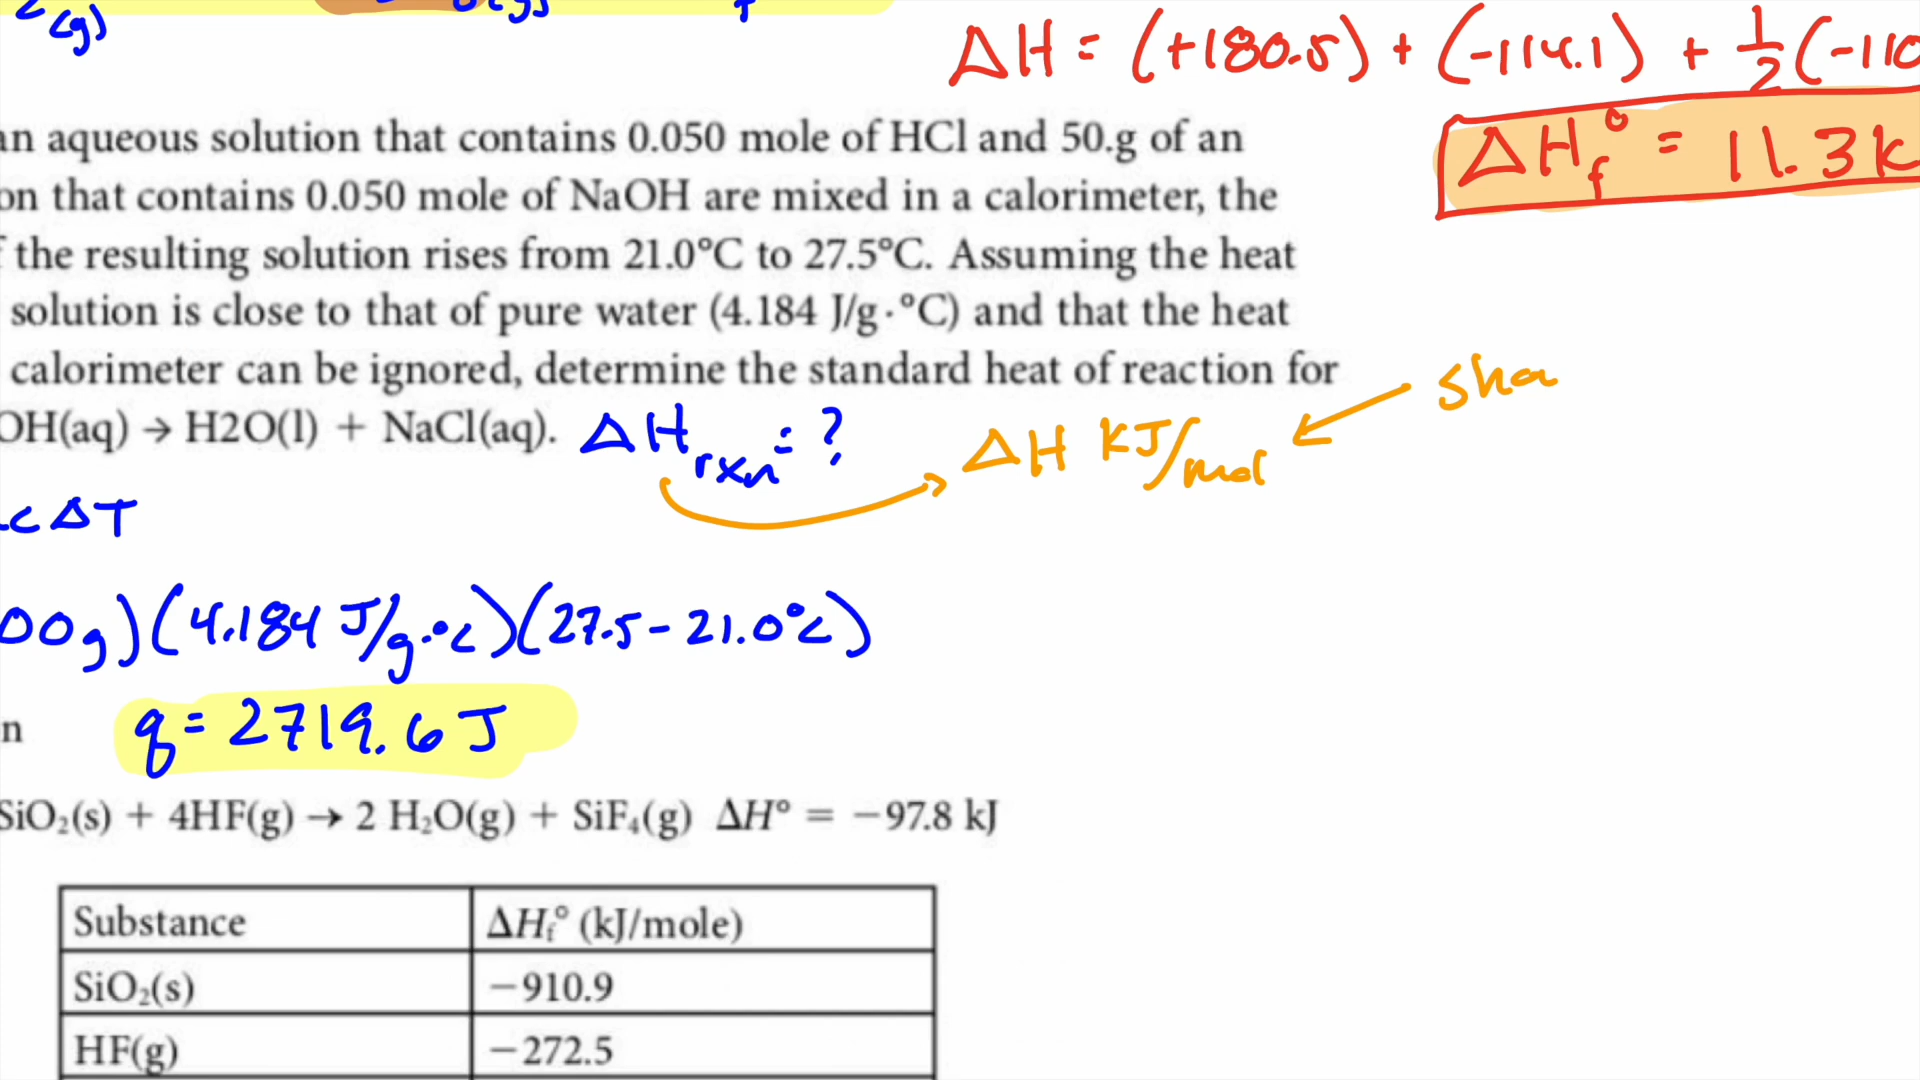 (g)
ΔH = (+180.5) + (-114.1) + 1/2 (-110
ΔHf° = 11.3 k
an aqueous solution that contains 0.050 mole of HCl and 50.g of an
on that contains 0.050 mole of NaOH are mixed in a calorimeter, the
the resulting solution rises from 21.0°C to 27.5°C. Assuming the heat
solution is close to that of pure water (4.184 J/g·°C) and that the heat
calorimeter can be ignored, determine the standard heat of reaction for
OH(aq) → H2O(l) + NaCl(aq). ΔHrxn = ?
ΔH kJ/mol
sha
cΔT
00g)(4.184 J/g·°C)(27.5-21.0°C)
n
q = 2719.6 J
SiO₂(s) + 4HF(g) → 2 H₂O(g) + SiF₄(g) ΔH° = −97.8 kJ
Substance ΔHf° (kJ/mole)
SiO₂(s) −910.9
HF(g) −272.5